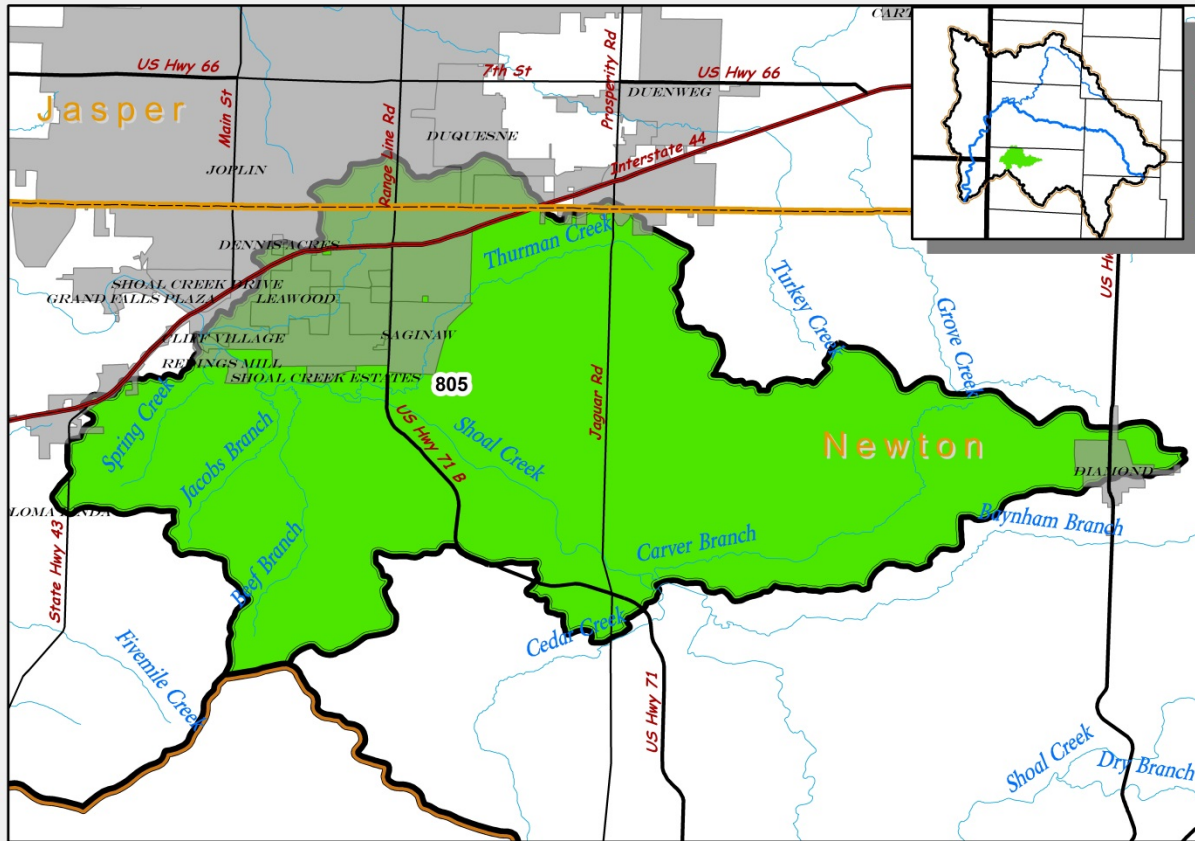 CART
US Hwy 66
7th St
US Hwy 66
Prosperity Rd
DUENWEG
Jasper
Main St
Range Line Rd
DUQUESNE
Interstate 44
JOPLIN
DENNIS ACRES
Thurman Creek
US H
SHOAL CREEK DRIVE
GRAND FALLS PLAZA
LEAWOOD
Turkey Creek
Grove Creek
CLIFF VILLAGE
SAGINAW
REDINGS MILL
SHOAL CREEK ESTATES
805
Spring Creek
Jacobs Branch
US Hwy 71 B
Shoal Creek
Jaguar Rd
Newton
DIAMOND
LOMA LINDA
State Hwy 43
Beef Branch
Carver Branch
Baynham Branch
Fivemile Creek
Cedar Creek
US Hwy 71
Shoal Creek
Dry Branch